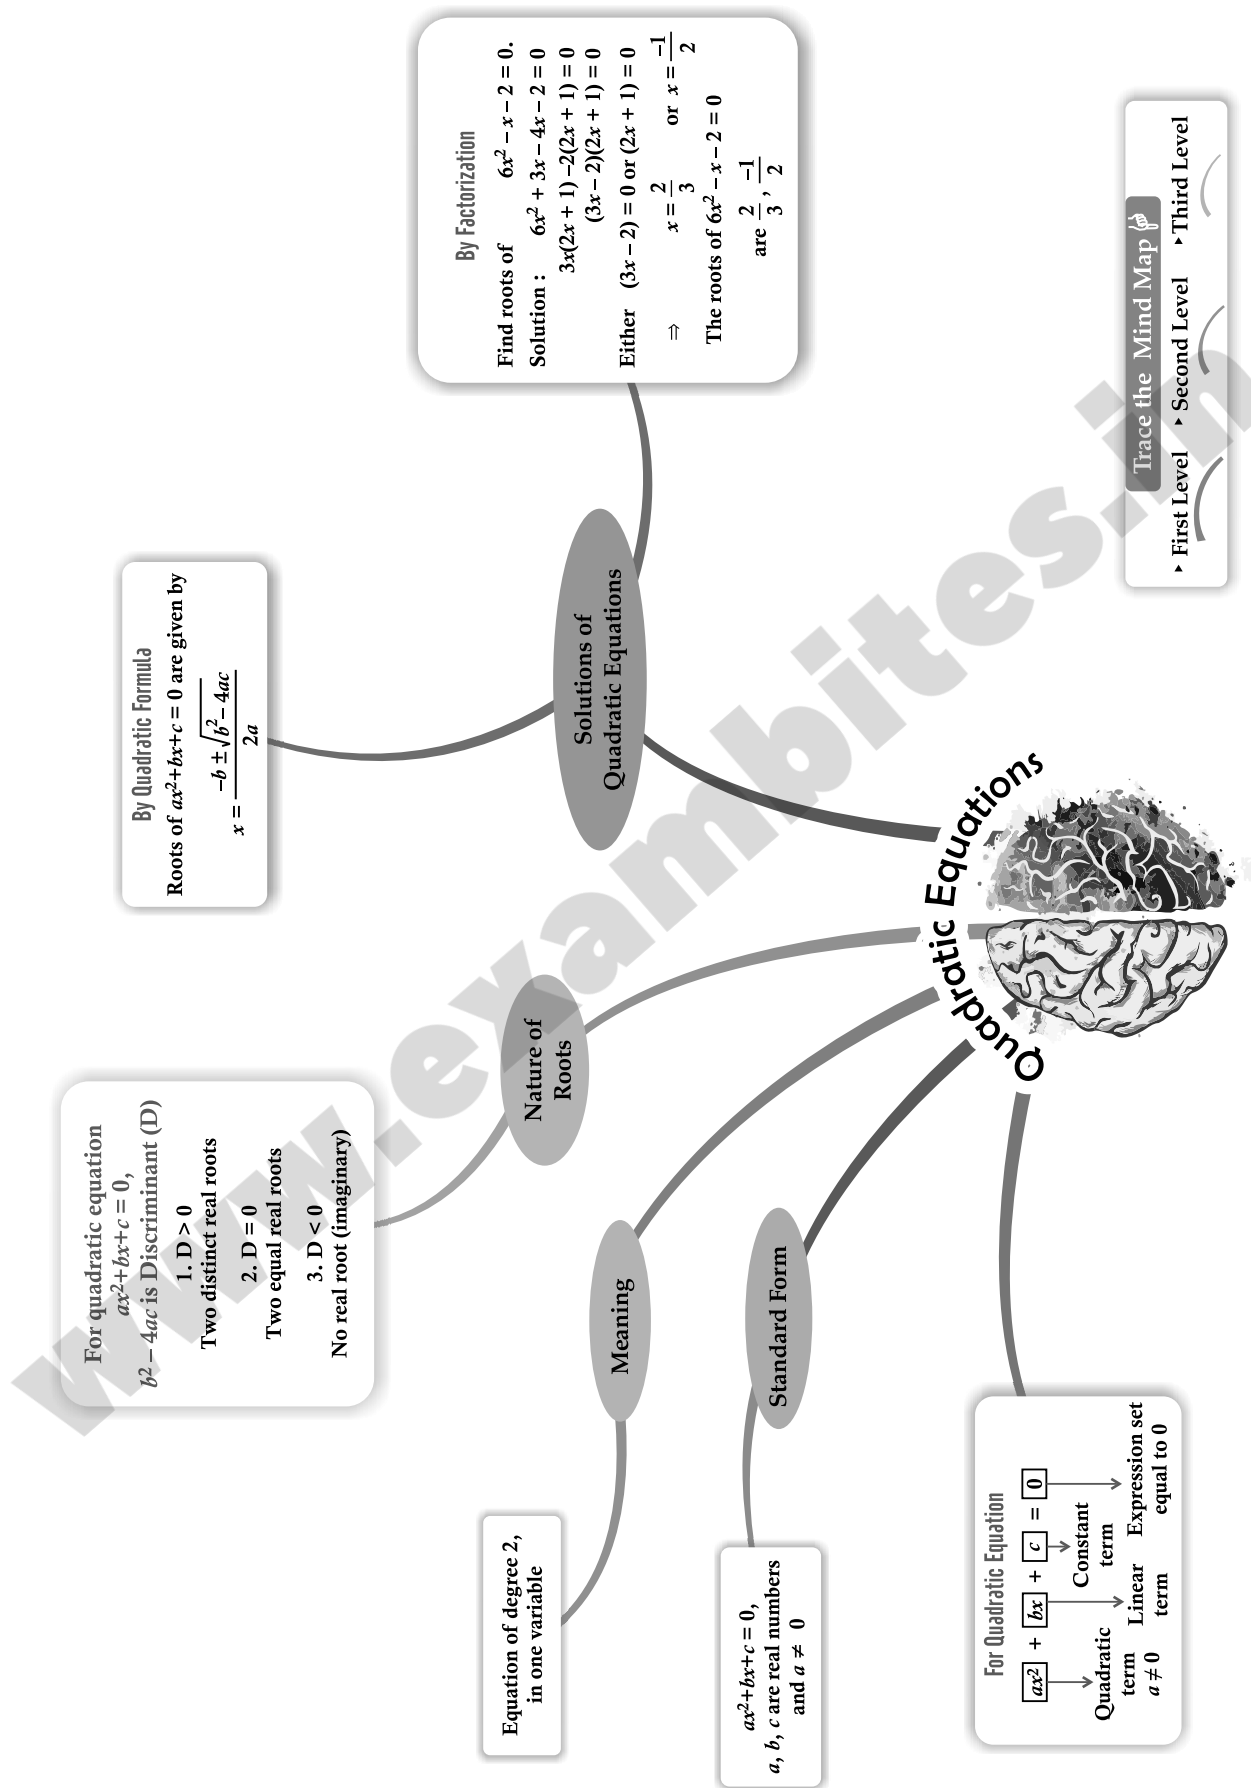 By Quadratic Formula
Roots of ax²+bx+c = 0 are given by
x = (−b ± √(b² − 4ac)) / 2a
By Factorization
Find roots of 6x² − x − 2 = 0.
Solution : 6x² + 3x − 4x − 2 = 0
3x(2x + 1) −2(2x + 1) = 0
(3x − 2)(2x + 1) = 0
Either (3x − 2) = 0 or (2x + 1) = 0
⇒ x = 2/3 or x = −1/2
The roots of 6x² − x − 2 = 0
are 2/3 , −1/2
Solutions of
Quadratic Equations
For quadratic equation
ax²+bx+c = 0,
b² − 4ac is Discriminant (D)
1. D > 0
Two distinct real roots
2. D = 0
Two equal real roots
3. D < 0
No real root (imaginary)
Nature of
Roots
Equation of degree 2,
in one variable
Meaning
ax²+bx+c = 0,
a, b, c are real numbers
and a ≠ 0
Standard Form
Quadratic Equations
For Quadratic Equation
ax² + bx + c = 0
Quadratic
term
a ≠ 0
Linear
term
Constant
term
Expression set
equal to 0
Trace the Mind Map
▸ First Level ▸ Second Level ▸ Third Level
www.exambites.in